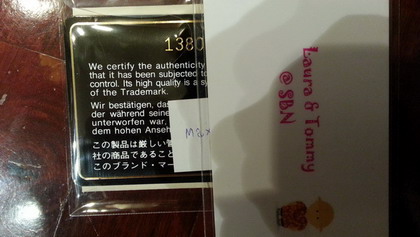 1380
We certify the authenticity
that it has been subjected to
control. Its high quality is a sy
of the Trademark.
Wir bestätigen, das
der während seine
unterworfen war,
dem hohen Anseh
この製品は厳しい管
社の商品であること
このブランド・マー
Max
Laura & Tommy
@ SBN